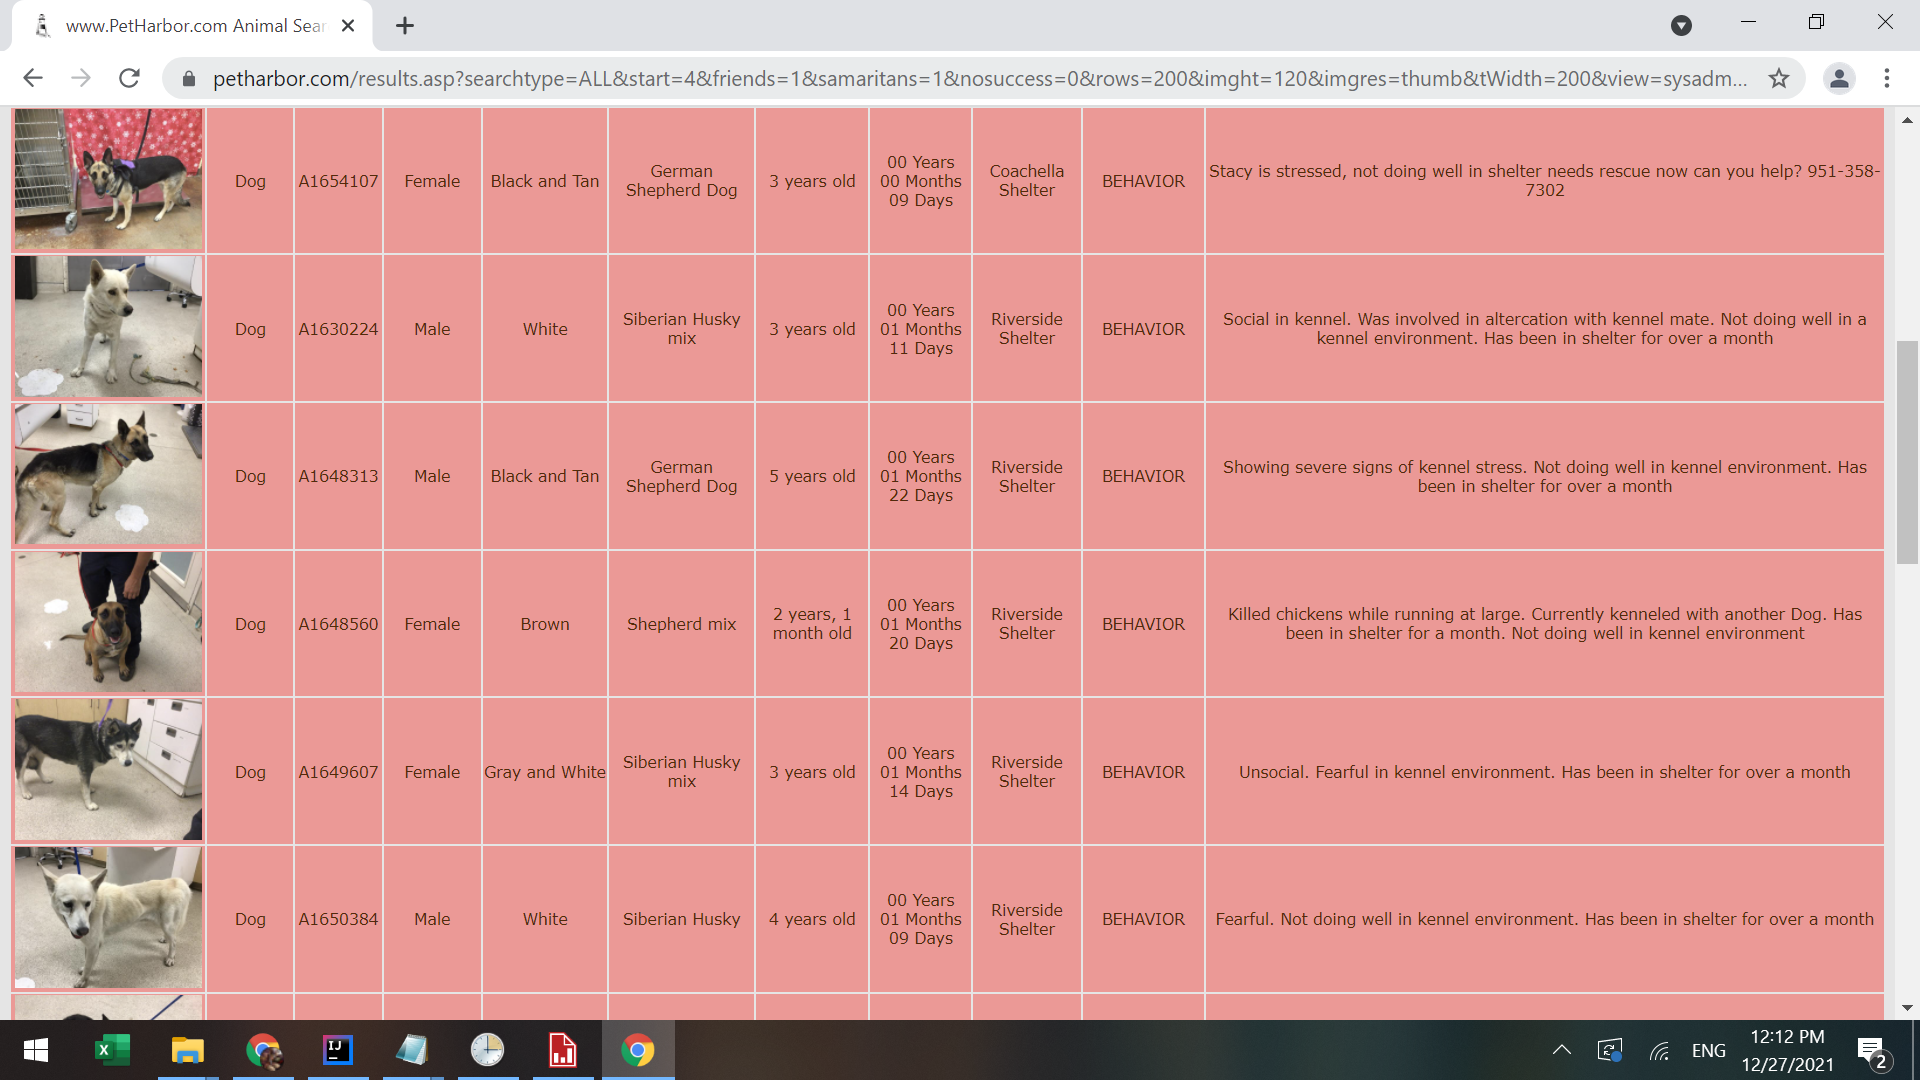 www.PetHarbor.com Animal Sear
petharbor.com/results.asp?searchtype=ALL&start=4&friends=1&samaritans=1&nosuccess=0&rows=200&imght=120&imgres=thumb&tWidth=200&view=sysadm...
Dog
A1654107
Female
Black and Tan
German
Shepherd Dog
3 years old
00 Years
00 Months
09 Days
Coachella
Shelter
BEHAVIOR
Stacy is stressed, not doing well in shelter needs rescue now can you help? 951-358-
7302
Dog
A1630224
Male
White
Siberian Husky
mix
3 years old
00 Years
01 Months
11 Days
Riverside
Shelter
BEHAVIOR
Social in kennel. Was involved in altercation with kennel mate. Not doing well in a
kennel environment. Has been in shelter for over a month
Dog
A1648313
Male
Black and Tan
German
Shepherd Dog
5 years old
00 Years
01 Months
22 Days
Riverside
Shelter
BEHAVIOR
Showing severe signs of kennel stress. Not doing well in kennel environment. Has
been in shelter for over a month
Dog
A1648560
Female
Brown
Shepherd mix
2 years, 1
month old
00 Years
01 Months
20 Days
Riverside
Shelter
BEHAVIOR
Killed chickens while running at large. Currently kenneled with another Dog. Has
been in shelter for a month. Not doing well in kennel environment
Dog
A1649607
Female
Gray and White
Siberian Husky
mix
3 years old
00 Years
01 Months
14 Days
Riverside
Shelter
BEHAVIOR
Unsocial. Fearful in kennel environment. Has been in shelter for over a month
Dog
A1650384
Male
White
Siberian Husky
4 years old
00 Years
01 Months
09 Days
Riverside
Shelter
BEHAVIOR
Fearful. Not doing well in kennel environment. Has been in shelter for over a month
IJ
ENG
12:12 PM
12/27/2021
2